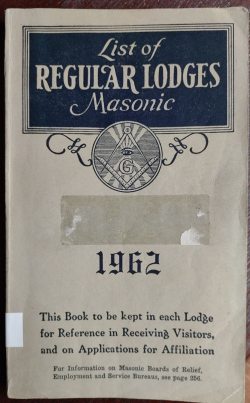 List of
REGULAR LODGES
Masonic
G
1962
This Book to be kept in each Lodge
for Reference in Receiving Visitors,
and on Applications for Affiliation
For Information on Masonic Boards of Relief,
Employment and Service Bureaus, see page 256.